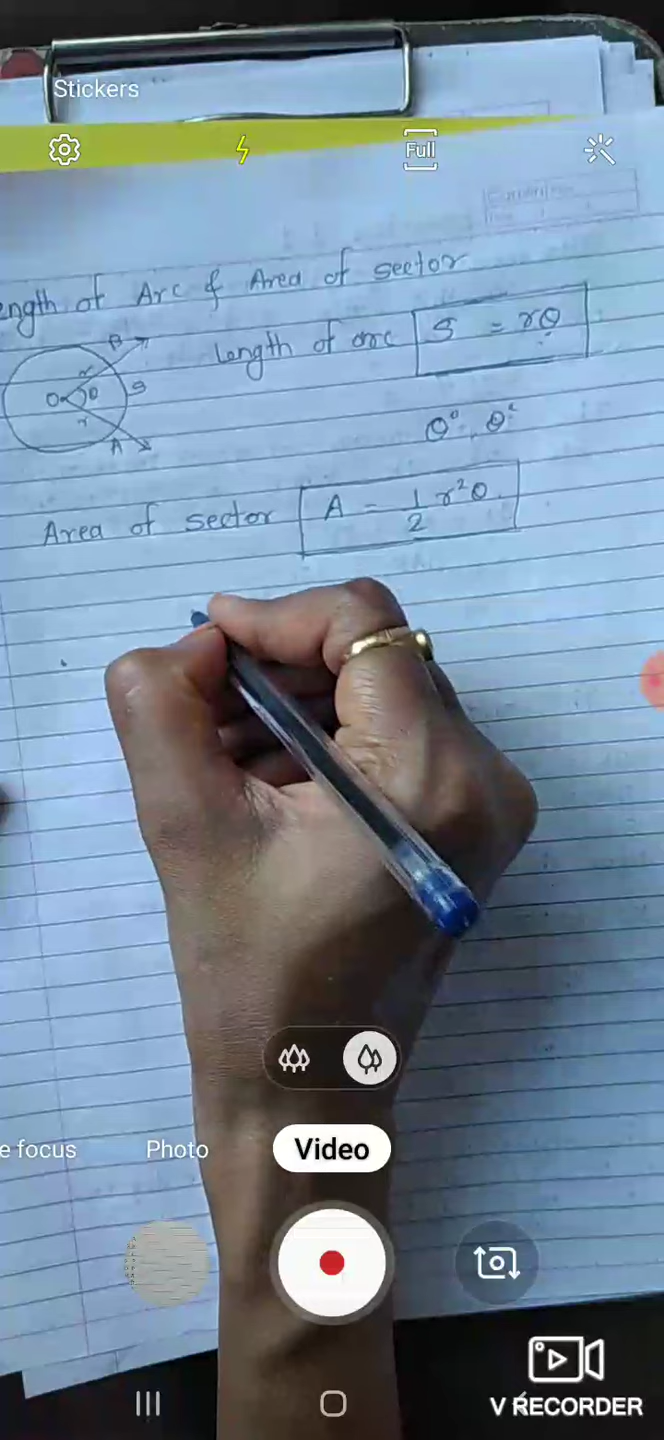 Stickers
Full
ength of Arc & Area of sector
B
Length of arc S = rθ
r
O θ S
r
A
θ° , θᶜ
Area of sector A = 1/2 r²θ.
e focus Photo Video
V RECORDER